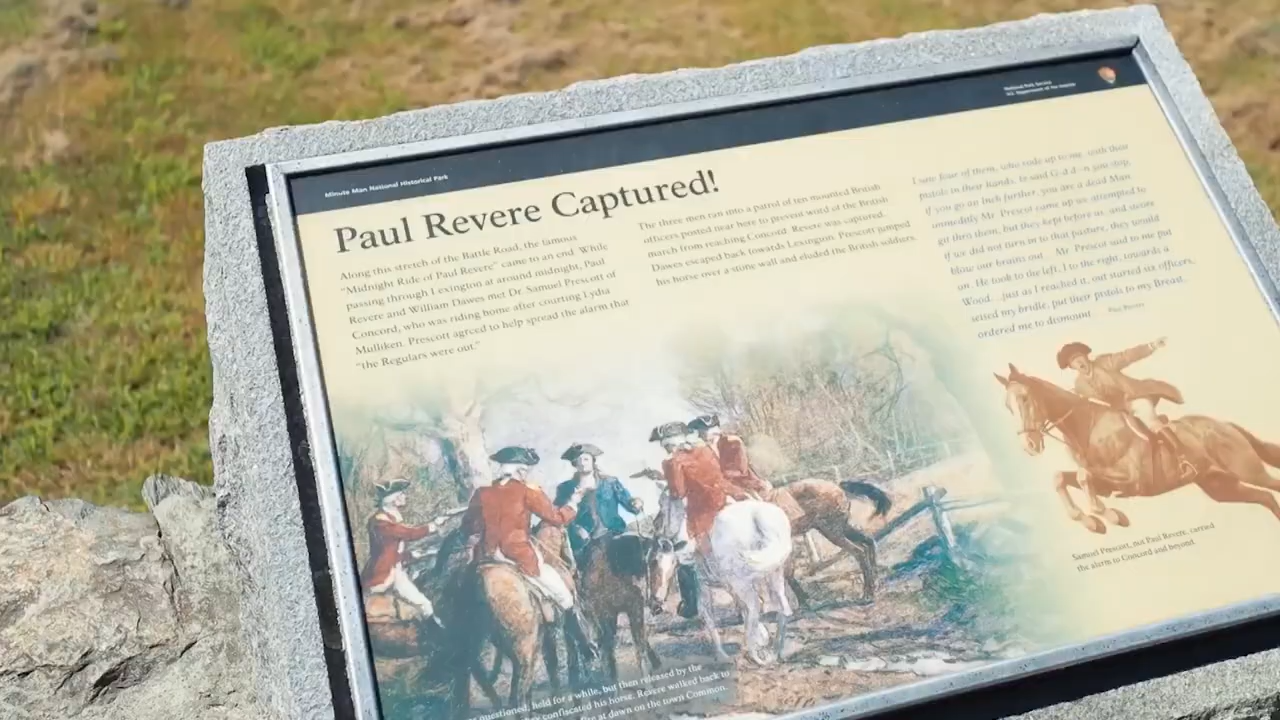 National Park Service
U.S. Department of the Interior
Minute Man National Historical Park
Paul Revere Captured!
Along this stretch of the Battle Road, the famous
"Midnight Ride of Paul Revere" came to an end. While
passing through Lexington at around midnight, Paul
Revere and William Dawes met Dr. Samuel Prescott of
Concord, who was riding home after courting Lydia
Mulliken. Prescott agreed to help spread the alarm that
"the Regulars were out."
The three men ran into a patrol of ten mounted British
officers posted near here to prevent word of the British
march from reaching Concord. Revere was captured.
Dawes escaped back towards Lexington. Prescott jumped
his horse over a stone wall and eluded the British soldiers.
I saw four of them, who rode up to me, with their
pistols in their hands, to said G-d d-n you stop,
if you go an Inch further, you are a dead Man.
immeditly Mr. Prescot came up we attempted to
git thro them, but they kept before us, and swore
if we did not turn in to that pasture, they would
blow our brains out Mr. Prescot said to me put
on. He took to the left, I to the right, towards a
Wood...just as I reached it, out started six officers,
seised my bridle, put their pistols to my Breast,
ordered me to dismount Paul Revere
Samuel Prescott, not Paul Revere, carried
the alarm to Concord and beyond.
questioned, held for a while, but then released by the
confiscated his horse. Revere walked back to
at dawn on the town Common.